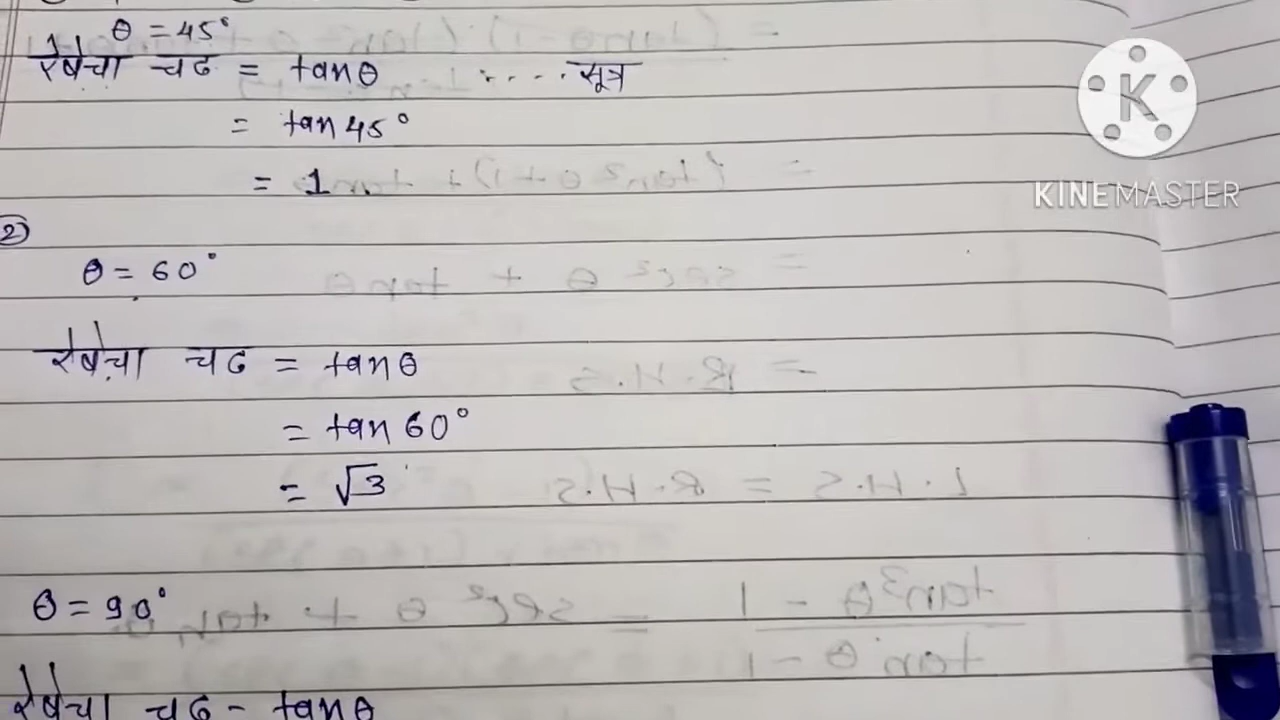 θ = 45°
रेषेचा चढ = tanθ ..... सूत्र
= tan 45°
= 1
K
KINEMASTER
2
θ = 60°
रेषेचा चढ = tanθ
= tan 60°
= √3
θ = 90°
रेषेचा चढ - tanθ